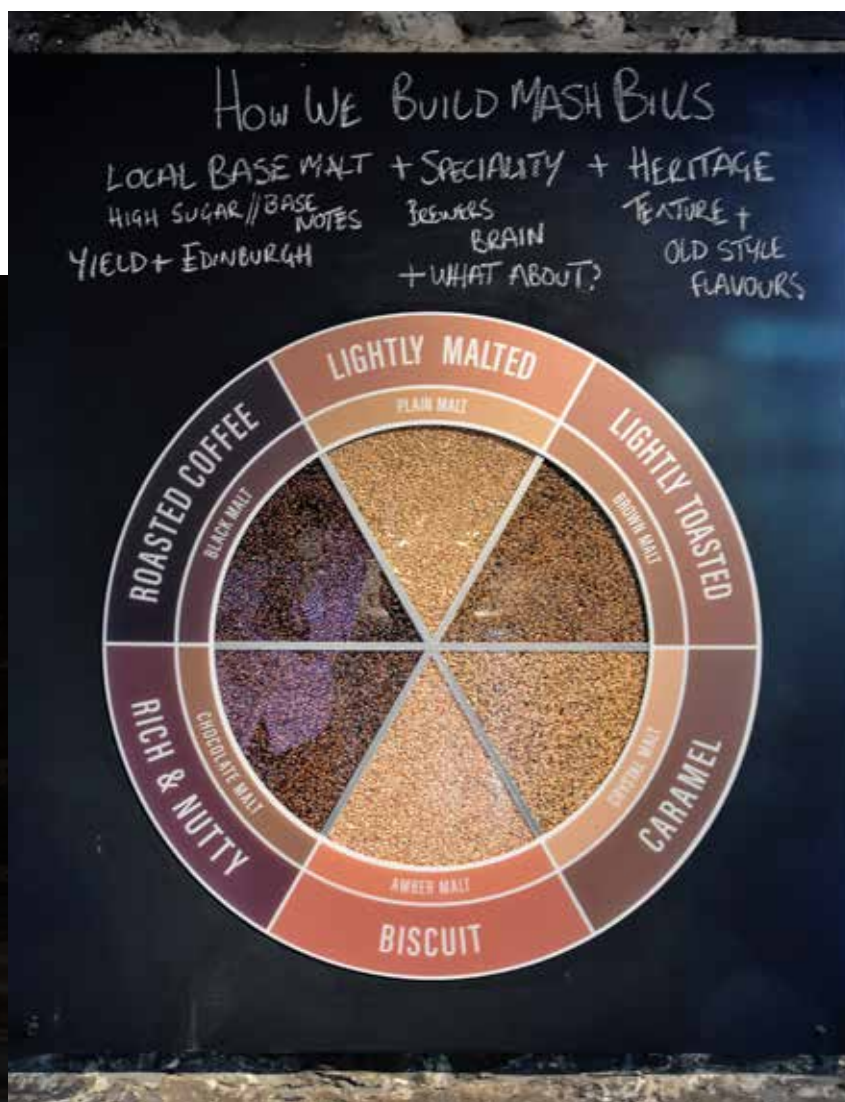 HOW WE BUILD MASH BILLS
LOCAL BASE MALT + SPECIALITY + HERITAGE
HIGH SUGAR//BASE NOTES
YIELD + EDINBURGH
BREWERS BRAIN
+ WHAT ABOUT?
TEXTURE +
OLD STYLE
FLAVOURS
LIGHTLY MALTED
PLAIN MALT
LIGHTLY TOASTED
BROWN MALT
CARAMEL
CRYSTAL MALT
BISCUIT
AMBER MALT
RICH & NUTTY
CHOCOLATE MALT
ROASTED COFFEE
BLACK MALT